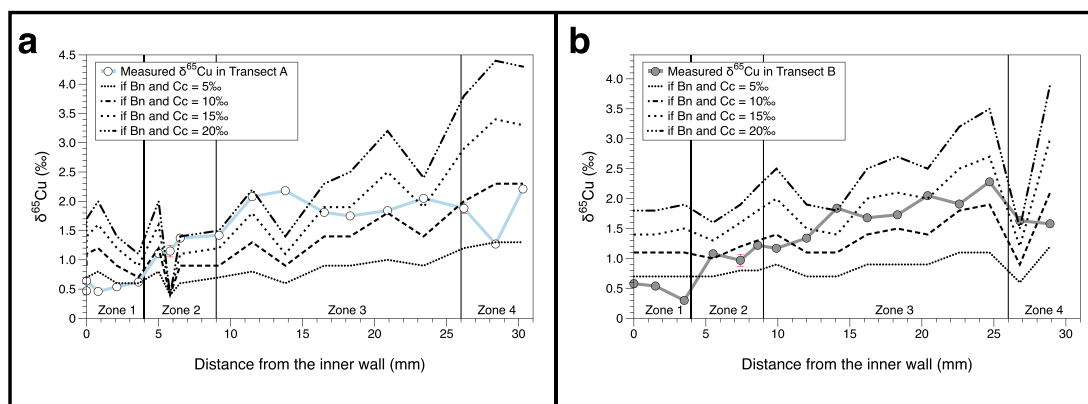 a
δ65Cu (‰)
4.5
4.0
3.5
3.0
2.5
2.0
1.5
1.0
0.5
0
Measured δ65Cu in Transect A
if Bn and Cc = 5‰
if Bn and Cc = 10‰
if Bn and Cc = 15‰
if Bn and Cc = 20‰
Zone 1 Zone 2 Zone 3 Zone 4
0 5 10 15 20 25 30
Distance from the inner wall (mm)
b
δ65Cu (‰)
4.0
3.5
3.0
2.5
2.0
1.5
1.0
0.5
0
Measured δ65Cu in Transect B
if Bn and Cc = 5‰
if Bn and Cc = 10‰
if Bn and Cc = 15‰
if Bn and Cc = 20‰
Zone 1 Zone 2 Zone 3 Zone 4
0 5 10 15 20 25 30
Distance from the inner wall (mm)